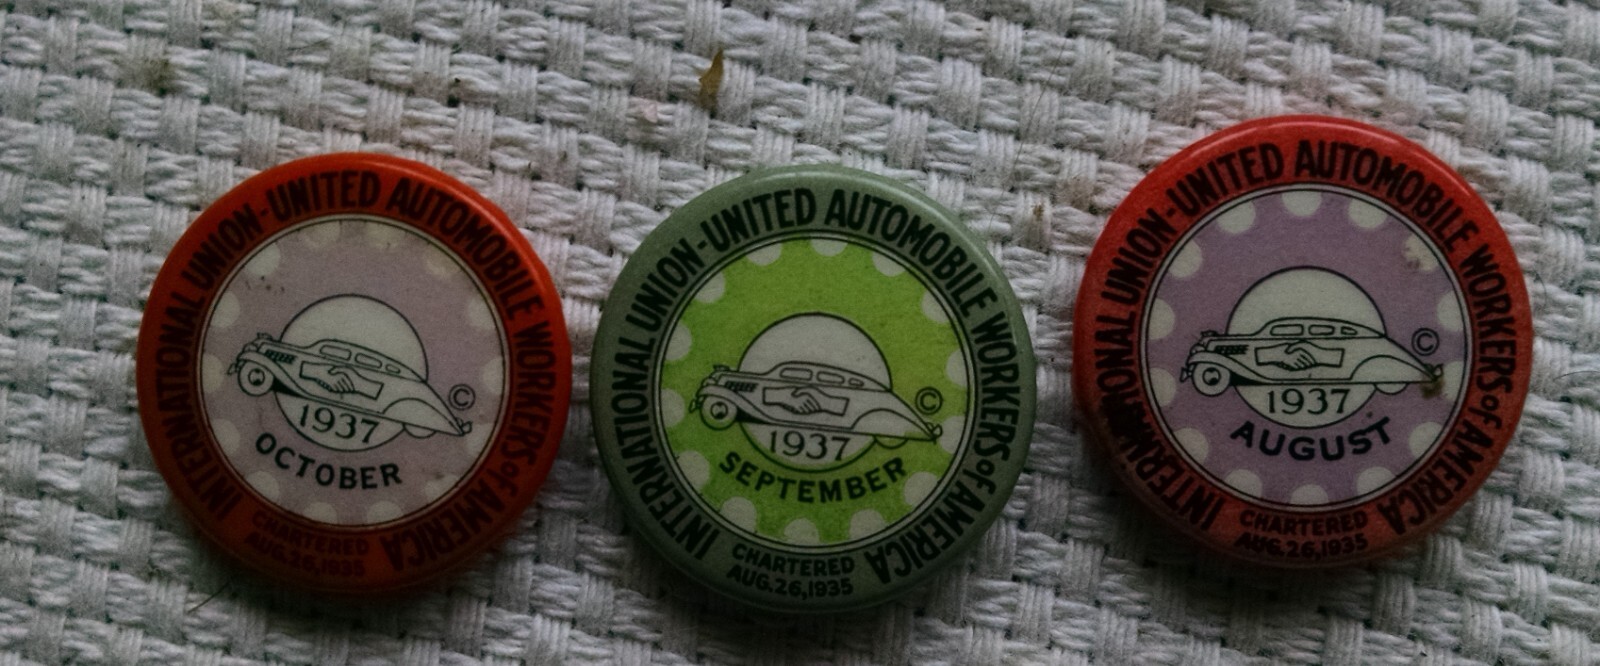 INTERNATIONAL UNION-UNITED AUTOMOBILE WORKERS of AMERICA
©
1937
OCTOBER
CHARTERED
AUG.26,1935
INTERNATIONAL UNION-UNITED AUTOMOBILE WORKERS of AMERICA
©
1937
SEPTEMBER
CHARTERED
AUG.26,1935
INTERNATIONAL UNION-UNITED AUTOMOBILE WORKERS of AMERICA
©
1937
AUGUST
CHARTERED
AUG.26,1935